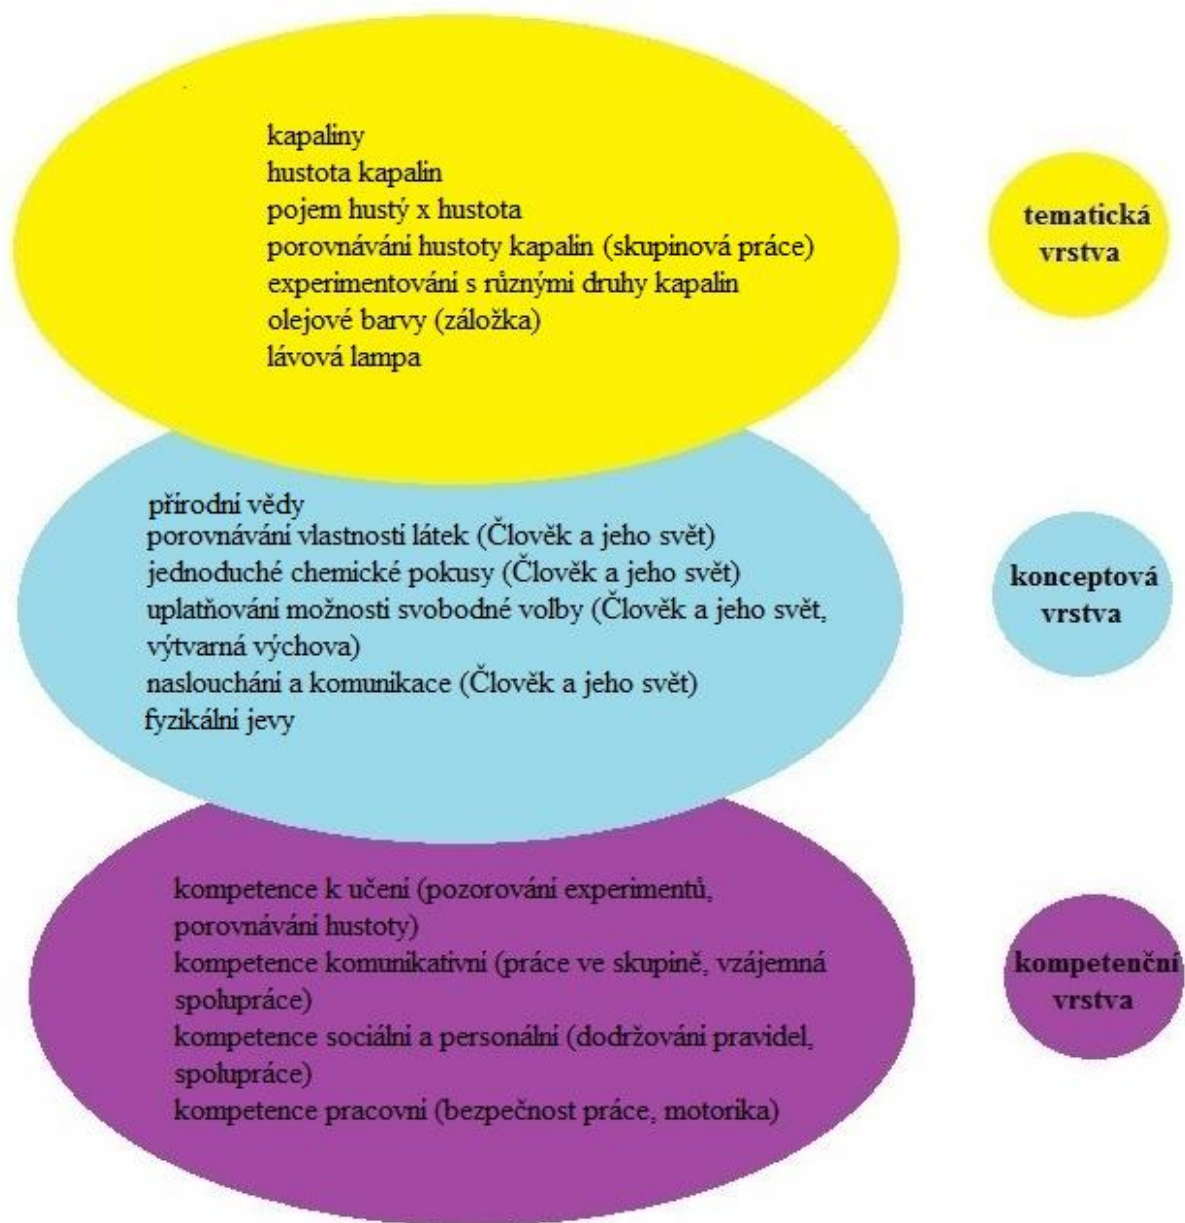 kapaliny
hustota kapalin
pojem hustý x hustota
porovnávání hustoty kapalin (skupinová práce)
experimentování s různými druhy kapalin
olejové barvy (záložka)
lávová lampa
tematická
vrstva
přírodní vědy
porovnávání vlastností látek (Člověk a jeho svět)
jednoduché chemické pokusy (Člověk a jeho svět)
uplatňování možnosti svobodné volby (Člověk a jeho svět,
výtvarná výchova)
naslouchání a komunikace (Člověk a jeho svět)
fyzikální jevy
konceptová
vrstva
kompetence k učení (pozorování experimentů,
porovnávání hustoty)
kompetence komunikativní (práce ve skupině, vzájemná
spolupráce)
kompetence sociální a personální (dodržování pravidel,
spolupráce)
kompetence pracovní (bezpečnost práce, motorika)
kompetenční
vrstva